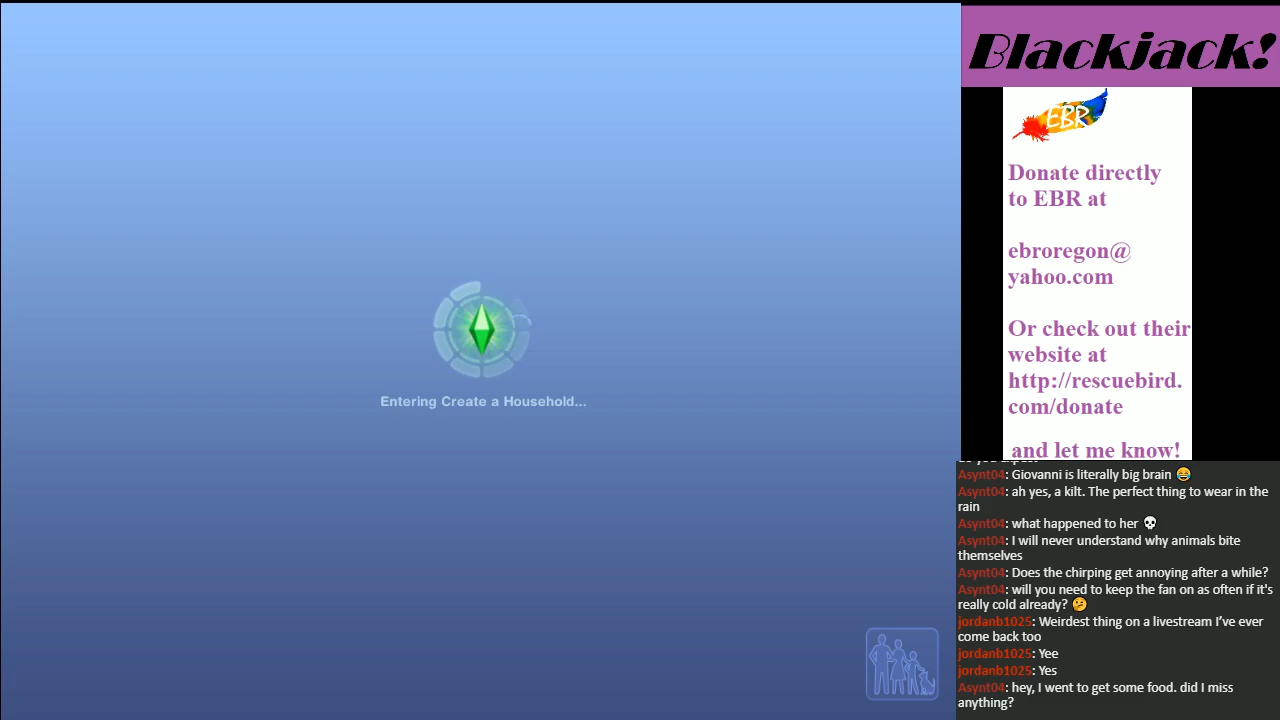 Blackjack!
EBR
Donate directly
to EBR at
ebroregon@
yahoo.com
Or check out their
website at
http://rescuebird.
com/donate
and let me know!
Entering Create a Household...
Asynt04: Giovanni is literally big brain 😂
Asynt04: ah yes, a kilt. The perfect thing to wear in the
rain
Asynt04: what happened to her 💀
Asynt04: I will never understand why animals bite
themselves
Asynt04: Does the chirping get annoying after a while?
Asynt04: will you need to keep the fan on as often if it's
really cold already? 🤔
jordanb1025: Weirdest thing on a livestream I’ve ever
come back too
jordanb1025: Yee
jordanb1025: Yes
Asynt04: hey, I went to get some food. did I miss
anything?